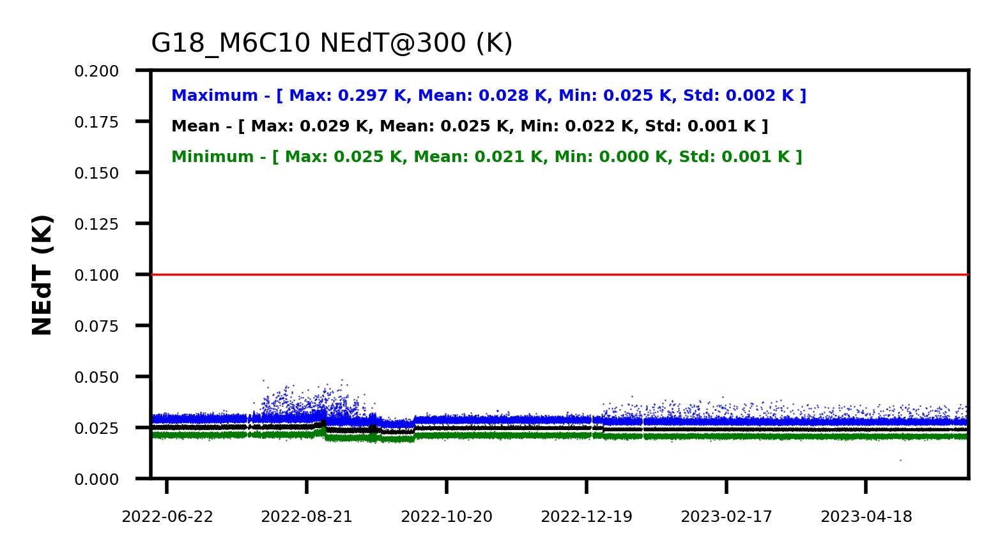 G18_M6C10 NEdT@300 (K)
0.200
Maximum - [ Max: 0.297 K, Mean: 0.028 K, Min: 0.025 K, Std: 0.002 K ]
0.175
Mean - [ Max: 0.029 K, Mean: 0.025 K, Min: 0.022 K, Std: 0.001 K ]
Minimum - [ Max: 0.025 K, Mean: 0.021 K, Min: 0.000 K, Std: 0.001 K ]
0.150
0.125
NEdT (K)
0.100
0.075
0.050
0.025
0.000
2022-06-22 2022-08-21 2022-10-20 2022-12-19 2023-02-17 2023-04-18